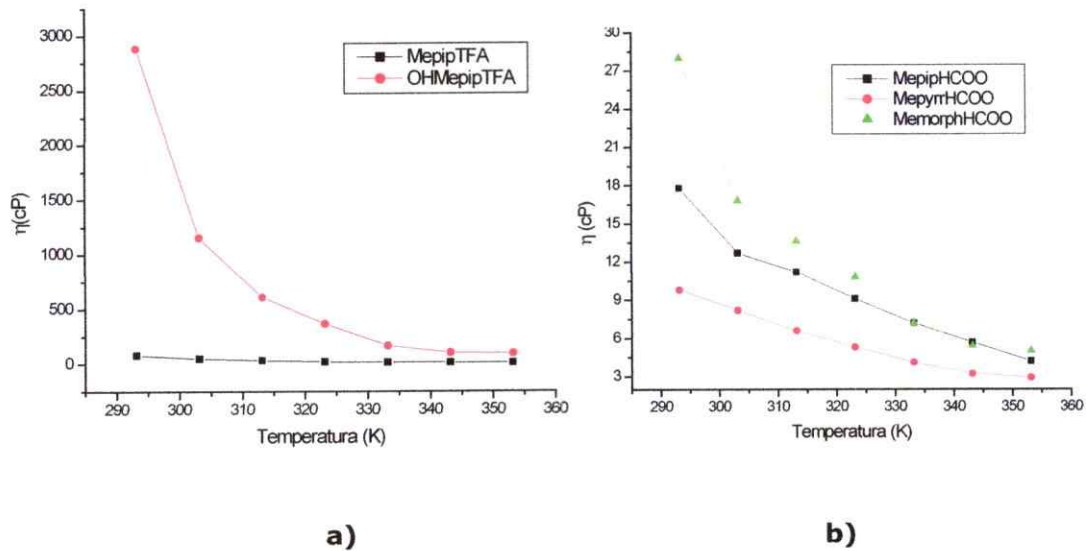 3000
2500
2000
1500
1000
500
0
η(cP)
MepipTFA
OHMepipTFA
290 300 310 320 330 340 350 360
Temperatura (K)
a)
30
27
24
21
18
15
12
9
6
3
η (cP)
MepipHCOO
MepyrrHCOO
MemorphHCOO
290 300 310 320 330 340 350 360
Temperatura (K)
b)